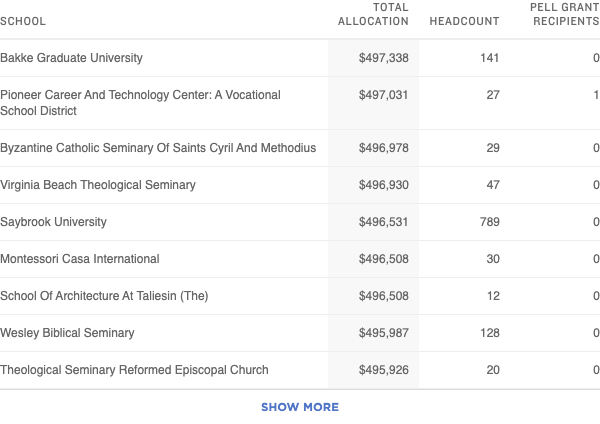 SCHOOL TOTAL ALLOCATION HEADCOUNT PELL GRANT RECIPIENTS
Bakke Graduate University $497,338 141 0
Pioneer Career And Technology Center: A Vocational $497,031 27 1
School District
Byzantine Catholic Seminary Of Saints Cyril And Methodius $496,978 29 0
Virginia Beach Theological Seminary $496,930 47 0
Saybrook University $496,531 789 0
Montessori Casa International $496,508 30 0
School Of Architecture At Taliesin (The) $496,508 12 0
Wesley Biblical Seminary $495,987 128 0
Theological Seminary Reformed Episcopal Church $495,926 20 0
SHOW MORE